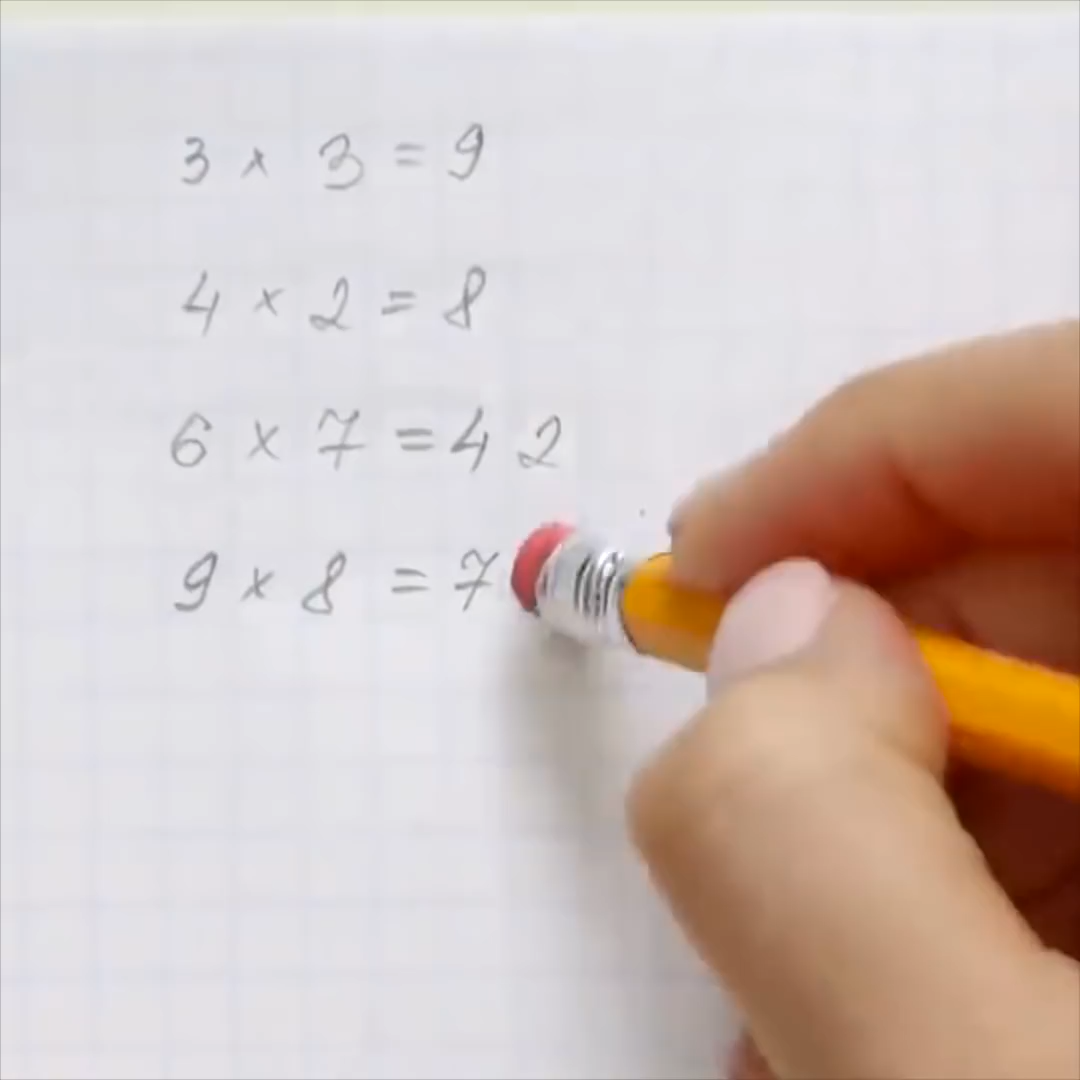 3 × 3 = 9
4 × 2 = 8
6 × 7 = 42
9 × 8 = 7